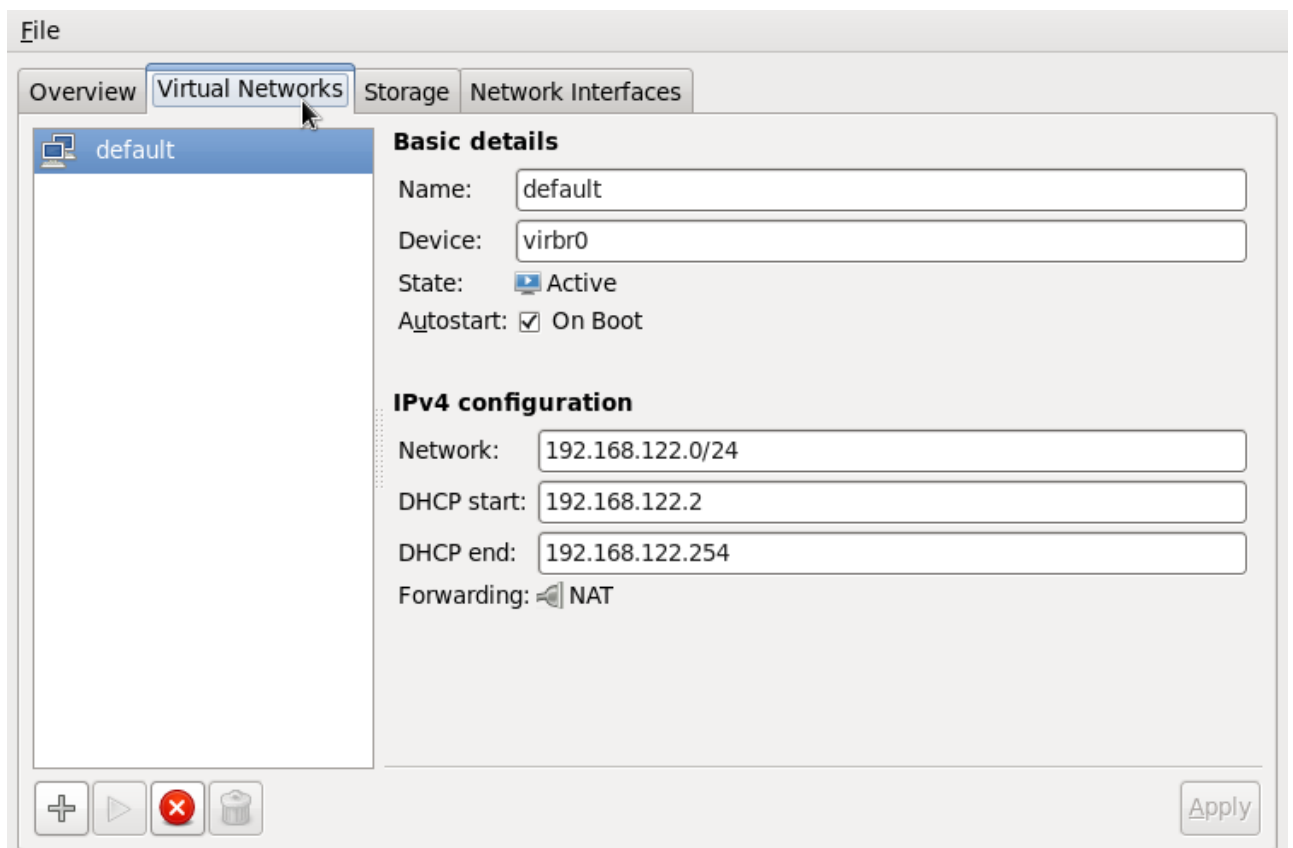 File
Overview Virtual Networks Storage Network Interfaces
default
Basic details
Name: default
Device: virbr0
State: Active
Autostart: On Boot
IPv4 configuration
Network: 192.168.122.0/24
DHCP start: 192.168.122.2
DHCP end: 192.168.122.254
Forwarding: NAT
Apply